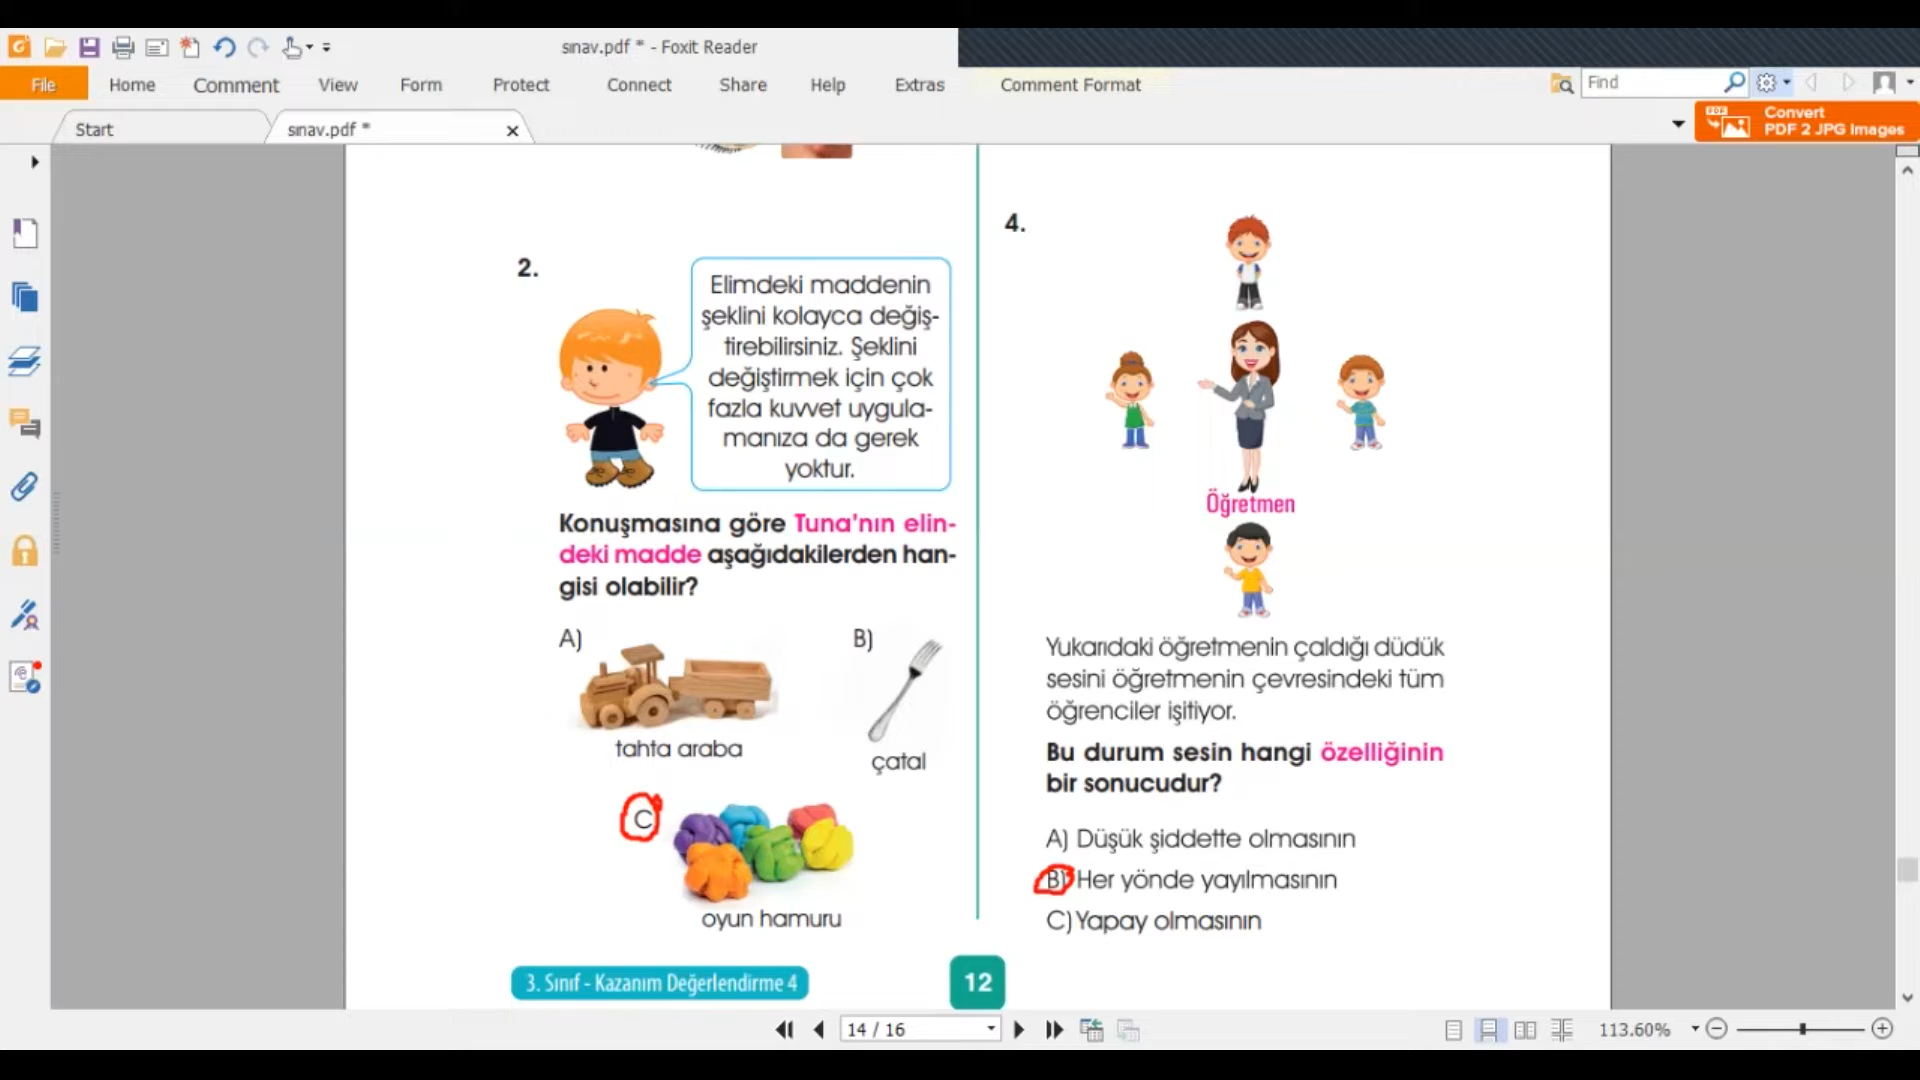 sınav.pdf * - Foxit Reader
File Home Comment View Form Protect Connect Share Help Extras Comment Format
Find
Start
sınav.pdf *
Convert
PDF 2 JPG Images
2.
Elimdeki maddenin
şeklini kolayca değiş-
tirebilirsiniz. Şeklini
değiştirmek için çok
fazla kuvvet uygula-
manıza da gerek
yoktur.
Konuşmasına göre Tuna'nın elin-
deki madde aşağıdakilerden han-
gisi olabilir?
A)
B)
tahta araba
çatal
C
oyun hamuru
4.
Öğretmen
Yukarıdaki öğretmenin çaldığı düdük
sesini öğretmenin çevresindeki tüm
öğrenciler işitiyor.
Bu durum sesin hangi özelliğinin
bir sonucudur?
A) Düşük şiddette olmasının
B) Her yönde yayılmasının
C) Yapay olmasının
3. Sınıf - Kazanım Değerlendirme 4
12
14 / 16
113.60%